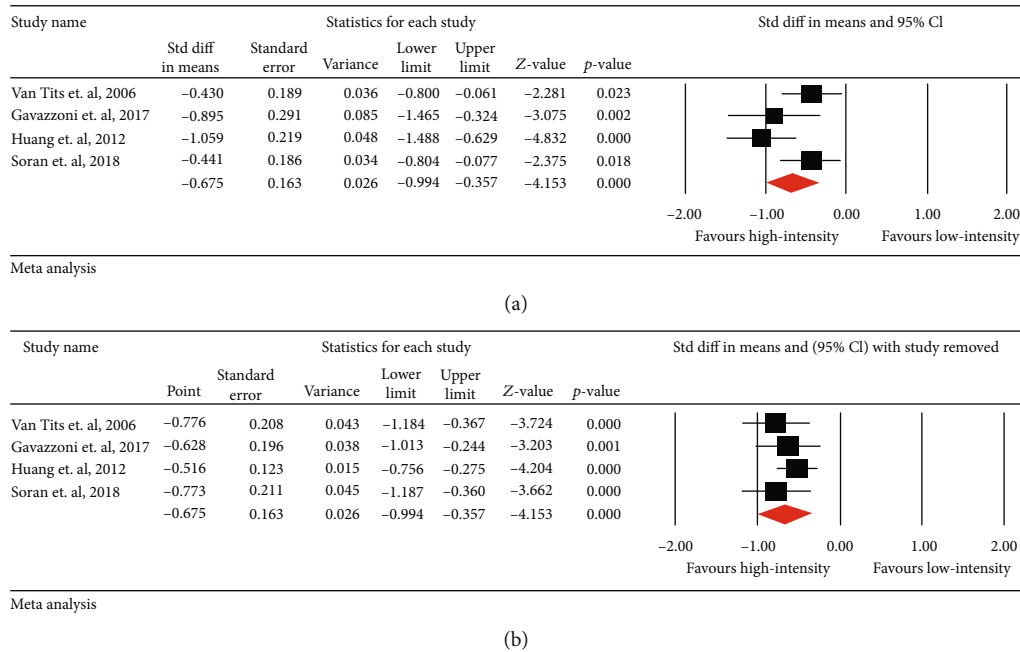 Study name Statistics for each study Std diff in means and 95% CI
Std diff in means Standard error Variance Lower limit Upper limit Z-value p-value
Van Tits et. al, 2006 –0.430 0.189 0.036 –0.800 –0.061 –2.281 0.023
Gavazzoni et. al, 2017 –0.895 0.291 0.085 –1.465 –0.324 –3.075 0.002
Huang et. al, 2012 –1.059 0.219 0.048 –1.488 –0.629 –4.832 0.000
Soran et. al, 2018 –0.441 0.186 0.034 –0.804 –0.077 –2.375 0.018
–0.675 0.163 0.026 –0.994 –0.357 –4.153 0.000
–2.00 –1.00 0.00 1.00 2.00
Favours high-intensity Favours low-intensity
Meta analysis
(a)
Study name Statistics for each study Std diff in means and (95% CI) with study removed
Point Standard error Variance Lower limit Upper limit Z-value p-value
Van Tits et. al, 2006 –0.776 0.208 0.043 –1.184 –0.367 –3.724 0.000
Gavazzoni et. al, 2017 –0.628 0.196 0.038 –1.013 –0.244 –3.203 0.001
Huang et. al, 2012 –0.516 0.123 0.015 –0.756 –0.275 –4.204 0.000
Soran et. al, 2018 –0.773 0.211 0.045 –1.187 –0.360 –3.662 0.000
–0.675 0.163 0.026 –0.994 –0.357 –4.153 0.000
–2.00 –1.00 0.00 1.00 2.00
Favours high-intensity Favours low-intensity
Meta analysis
(b)